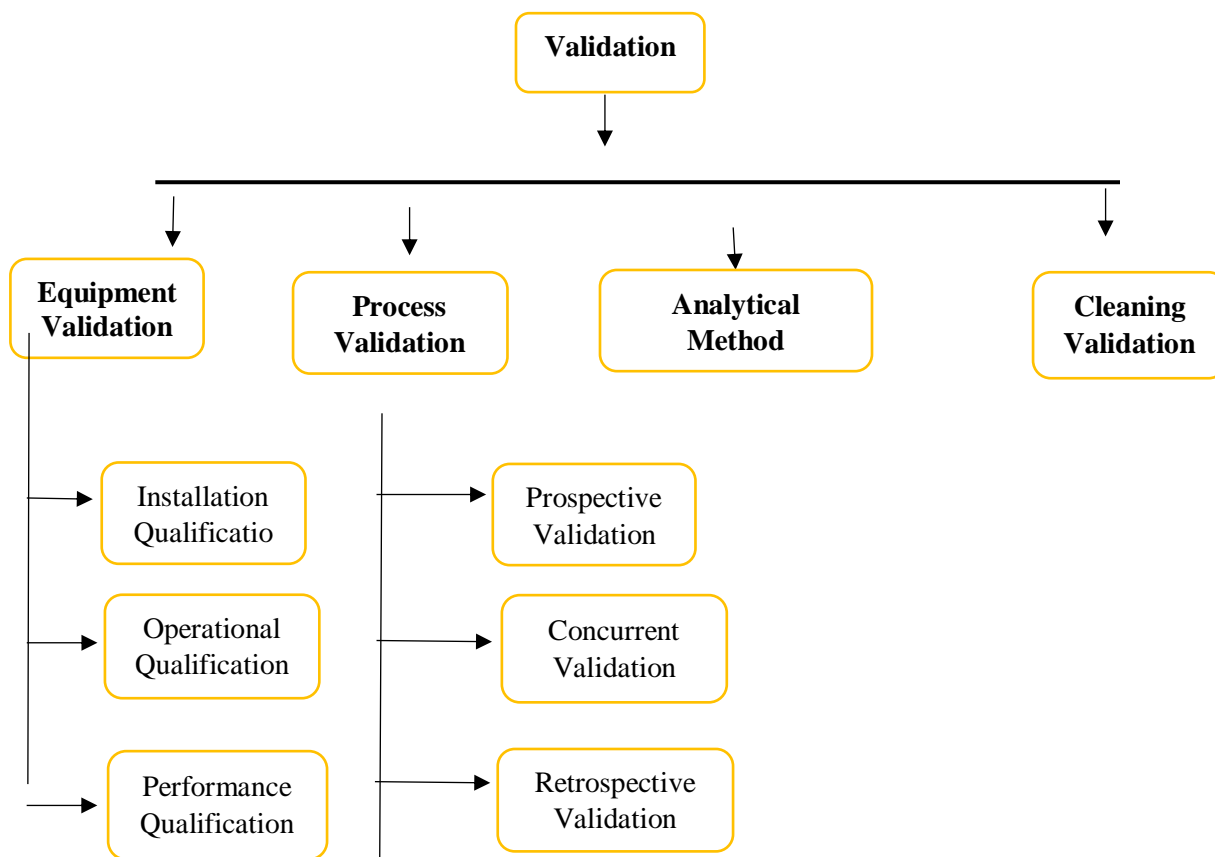 Validation
Equipment
Validation
Process
Validation
Analytical
Method
Cleaning
Validation
Installation
Qualificatio
Operational
Qualification
Performance
Qualification
Prospective
Validation
Concurrent
Validation
Retrospective
Validation